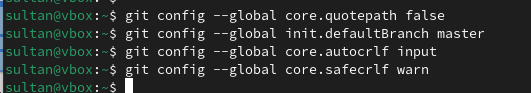 sultan@vbox:~$ git config --global core.quotepath false
sultan@vbox:~$ git config --global init.defaultBranch master
sultan@vbox:~$ git config --global core.autocrlf input
sultan@vbox:~$ git config --global core.safecrlf warn
sultan@vbox:~$